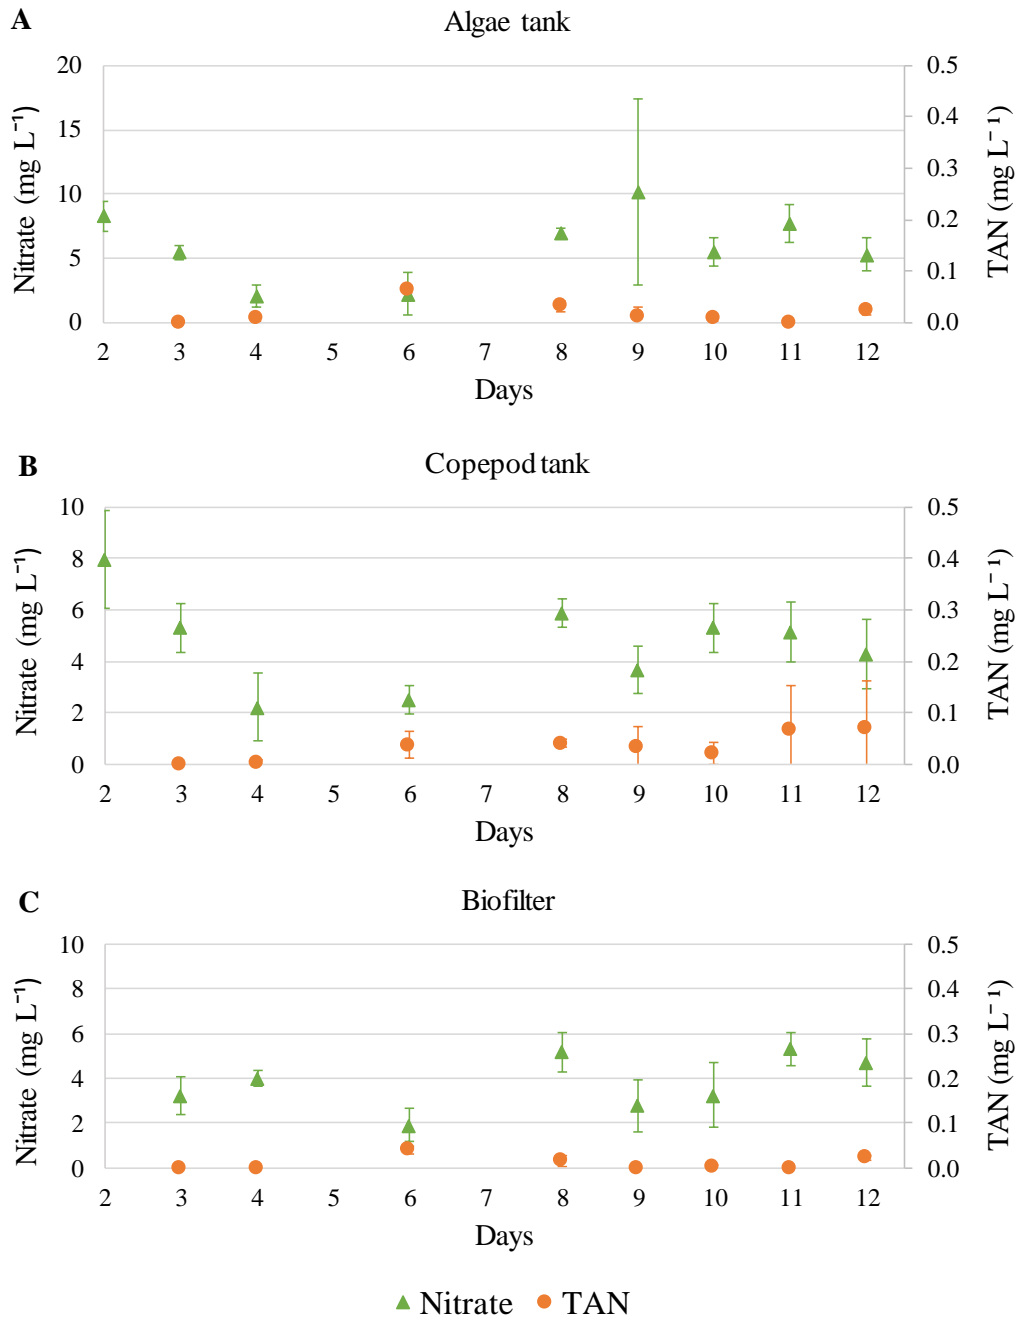 A
Algae tank
20
15
10
5
0
0.5
0.4
0.3
0.2
0.1
0.0
Nitrate (mg L⁻¹)
TAN (mg L⁻¹)
2 3 4 5 6 7 8 9 10 11 12
Days
B
Copepod tank
10
8
6
4
2
0
0.5
0.4
0.3
0.2
0.1
0.0
Nitrate (mg L⁻¹)
TAN (mg L⁻¹)
2 3 4 5 6 7 8 9 10 11 12
Days
C
Biofilter
10
8
6
4
2
0
0.5
0.4
0.3
0.2
0.1
0.0
Nitrate (mg L⁻¹)
TAN (mg L⁻¹)
2 3 4 5 6 7 8 9 10 11 12
Days
Nitrate TAN